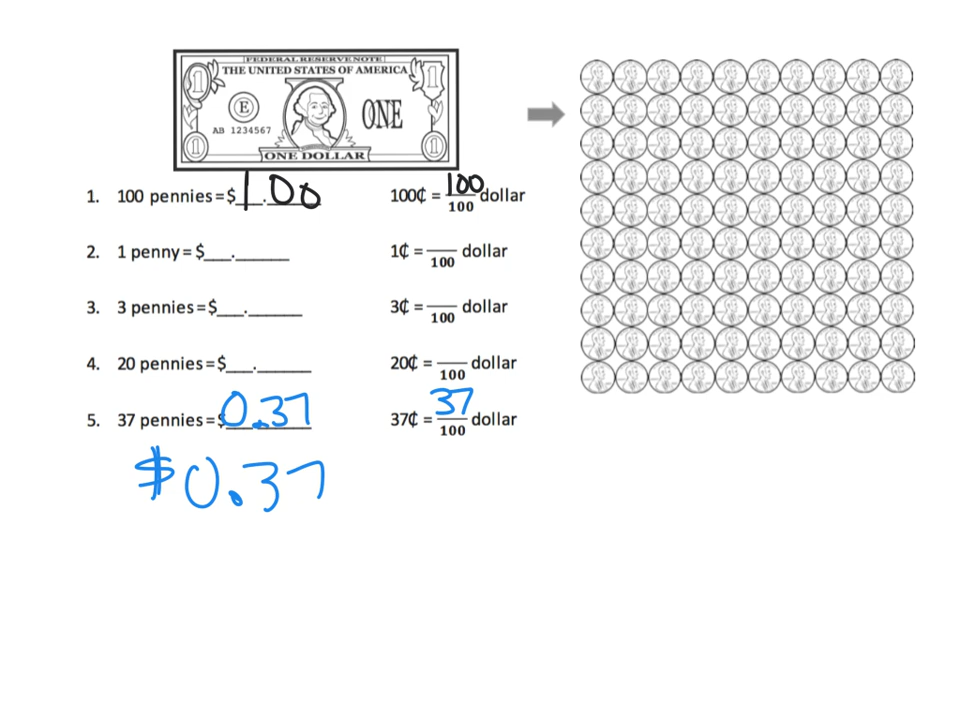 FEDERAL RESERVE NOTE
THE UNITED STATES OF AMERICA
1 1
E
ONE
AB 1234567
1 1
ONE DOLLAR
1. 100 pennies = $1.00 100¢ = 100/100 dollar
2. 1 penny = $___.______ 1¢ = __/100 dollar
3. 3 pennies = $___.______ 3¢ = __/100 dollar
4. 20 pennies = $___.______ 20¢ = __/100 dollar
5. 37 pennies = $0.37 37¢ = 37/100 dollar
$0.37